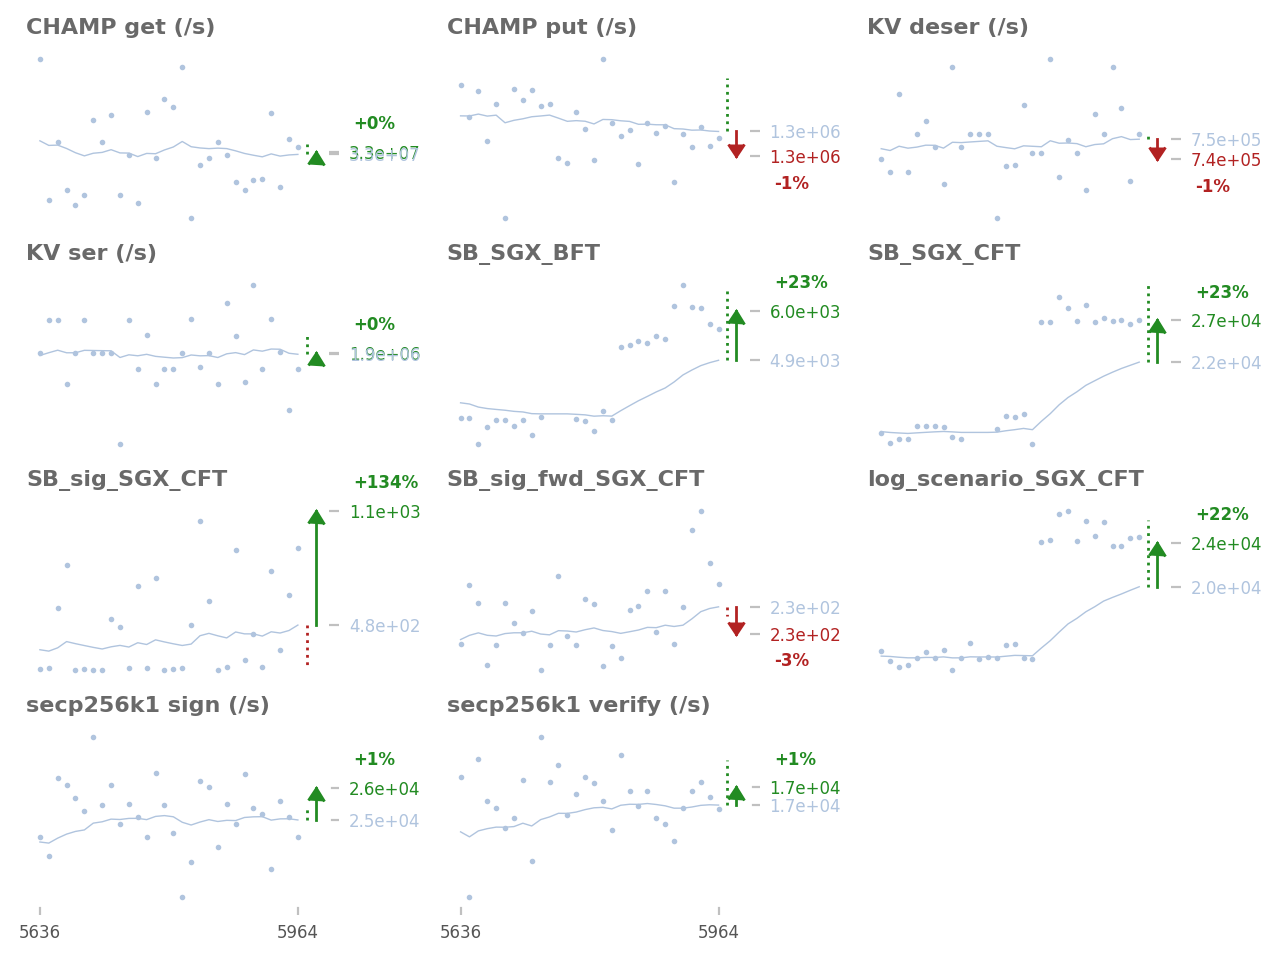 CHAMP get (/s)
+0%
3.3e+07
CHAMP put (/s)
1.3e+06
1.3e+06
-1%
KV deser (/s)
7.5e+05
7.4e+05
-1%
KV ser (/s)
+0%
1.9e+06
SB_SGX_BFT
+23%
6.0e+03
4.9e+03
SB_SGX_CFT
+23%
2.7e+04
2.2e+04
SB_sig_SGX_CFT
+134%
1.1e+03
4.8e+02
SB_sig_fwd_SGX_CFT
2.3e+02
2.3e+02
-3%
log_scenario_SGX_CFT
+22%
2.4e+04
2.0e+04
secp256k1 sign (/s)
+1%
2.6e+04
2.5e+04
5636
5964
secp256k1 verify (/s)
+1%
1.7e+04
1.7e+04
5636
5964